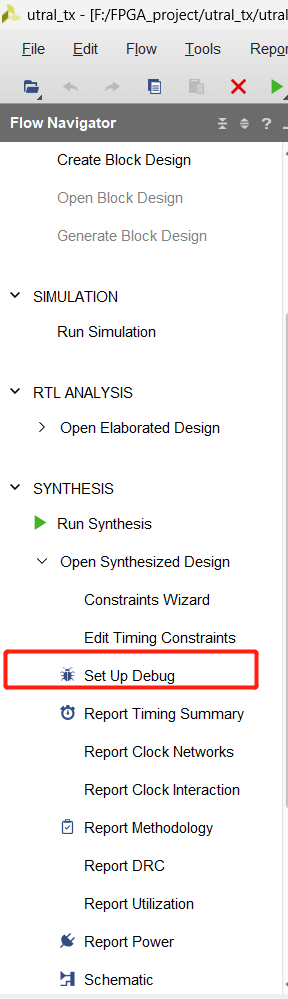 utral_tx - [F:/FPGA_project/utral_tx/utral
File Edit Flow Tools Repor
Flow Navigator
Create Block Design
Open Block Design
Generate Block Design
SIMULATION
Run Simulation
RTL ANALYSIS
Open Elaborated Design
SYNTHESIS
Run Synthesis
Open Synthesized Design
Constraints Wizard
Edit Timing Constraints
Set Up Debug
Report Timing Summary
Report Clock Networks
Report Clock Interaction
Report Methodology
Report DRC
Report Utilization
Report Power
Schematic